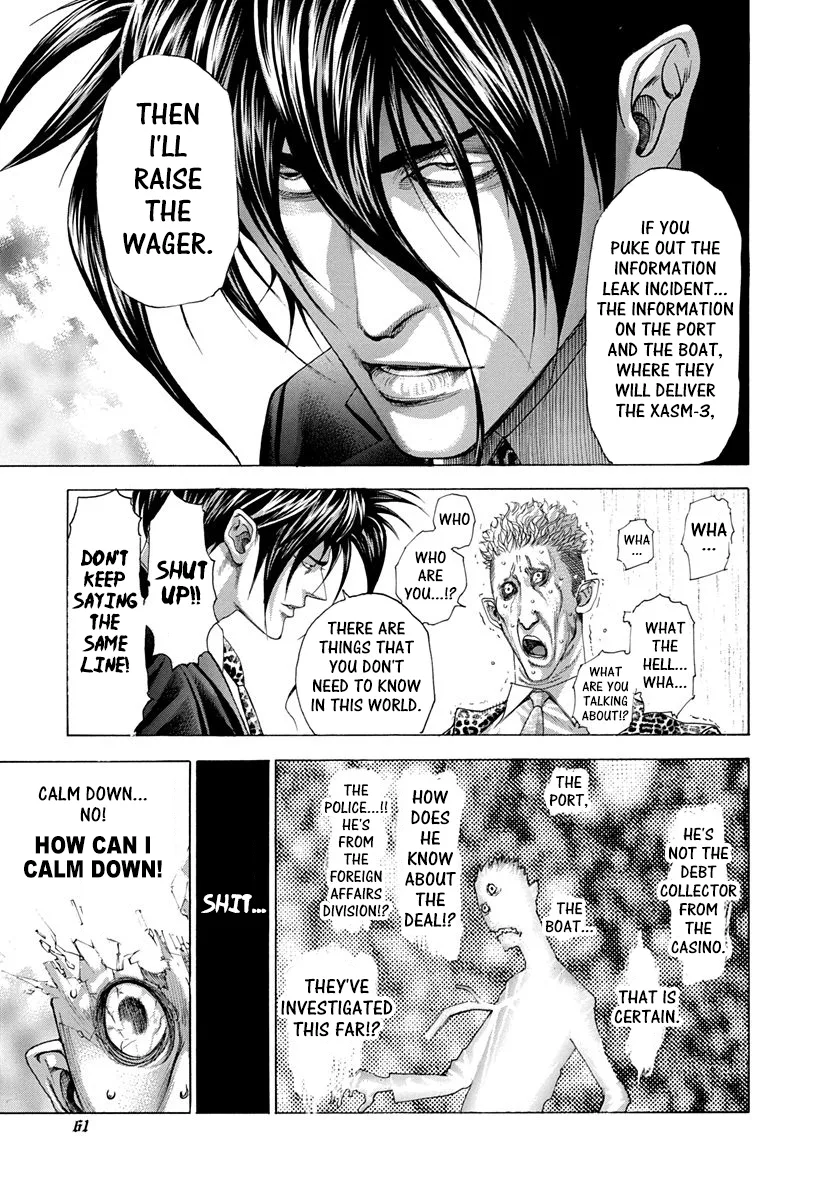 IF YOU
PUKE OUT THE
INFORMATION
LEAK INCIDENT...
THE INFORMATION
ON THE PORT
AND THE BOAT,
WHERE THEY
WILL DELIVER
THE XASM-3,
THEN
I'LL
RAISE
THE
WAGER.
WHA
...
WHA
...
WHAT
THE
HELL...
WHA...
WHAT
ARE YOU
TALKING
ABOUT!?
WHO
WHO
ARE
YOU...!?
THERE ARE
THINGS THAT
YOU DON'T
NEED TO KNOW
IN THIS WORLD.
SHUT
UP!!
DON'T
KEEP
SAYING
THE
SAME
LINE!
HE'S
NOT THE
DEBT
COLLECTOR
FROM
THE
CASINO.
THAT IS
CERTAIN.
THE
PORT,
THE
BOAT...
HOW
DOES
HE
KNOW
ABOUT
THE
DEAL!?
THE
POLICE...!!
HE'S
FROM
THE
FOREIGN
AFFAIRS
DIVISION!?
THEY'VE
INVESTIGATED
THIS FAR!?
SHIT...
CALM DOWN...
NO!
HOW CAN I
CALM DOWN!
61